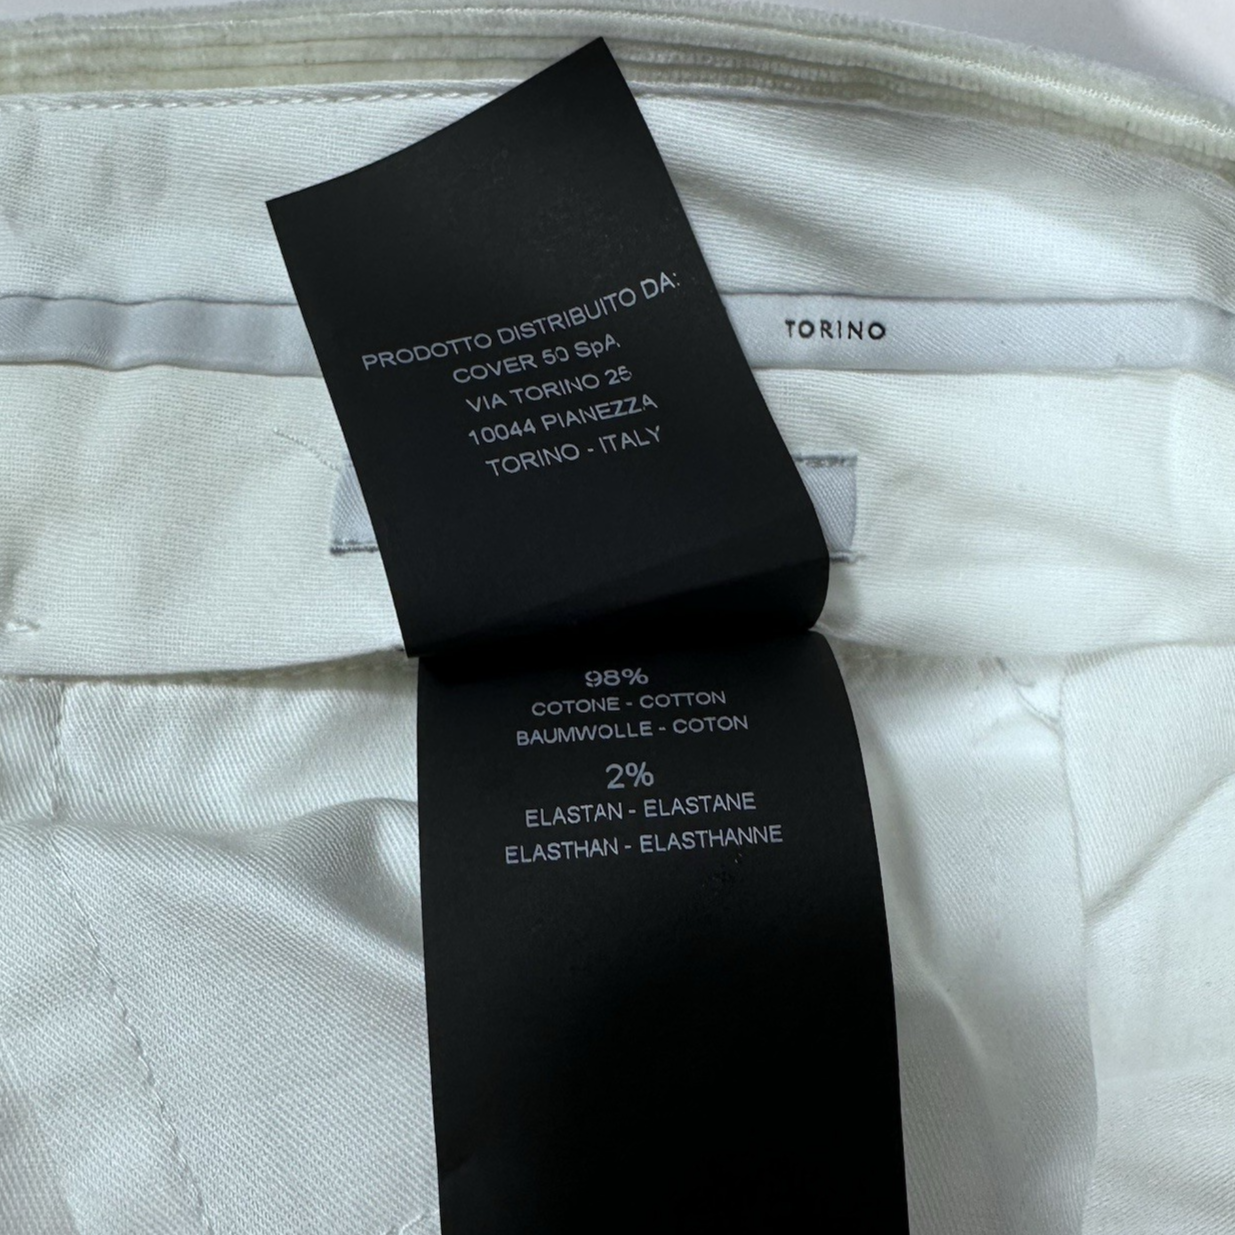 PRODOTTO DISTRIBUITO DA:
COVER 50 SpA
VIA TORINO 25
10044 PIANEZZA
TORINO - ITALY
TORINO
98%
COTONE - COTTON
BAUMWOLLE - COTON
2%
ELASTAN - ELASTANE
ELASTHAN - ELASTHANNE